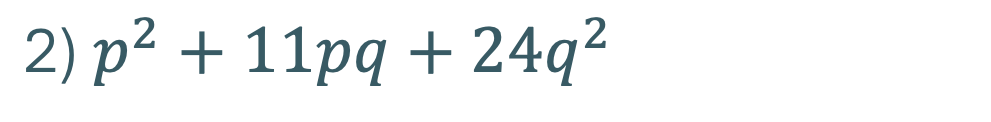 2) p² + 11pq + 24q²